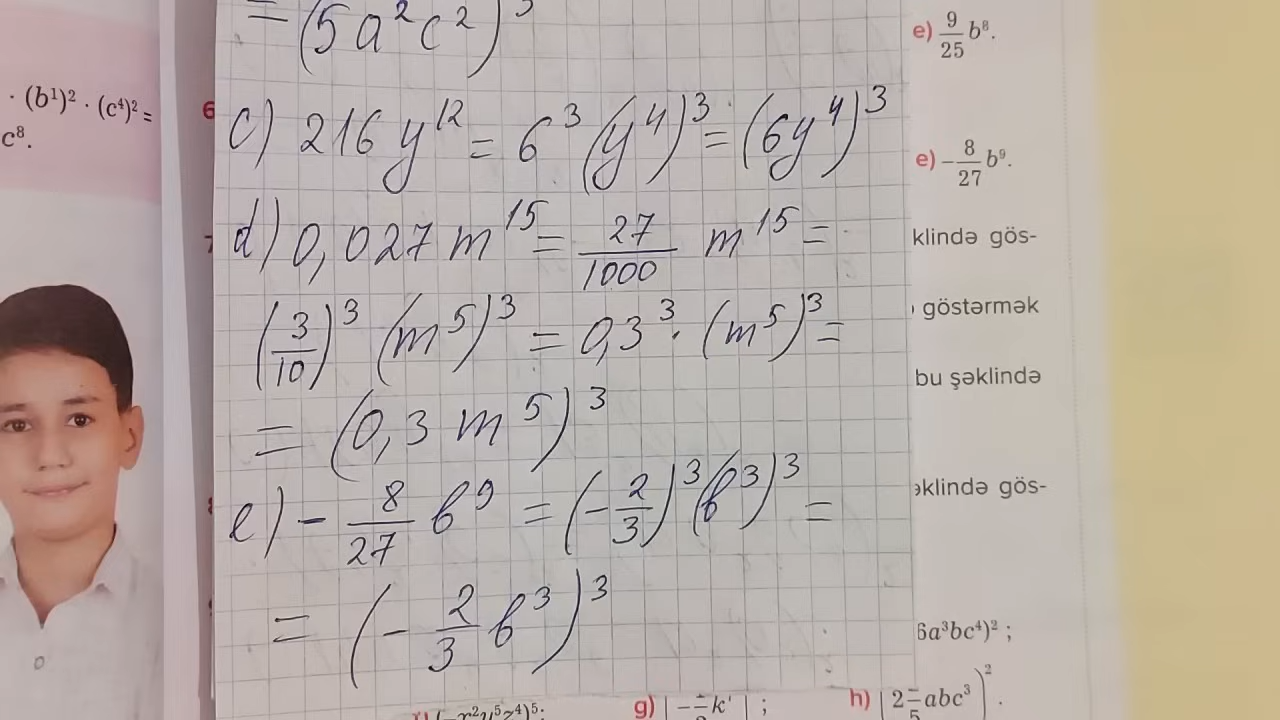 = (5a²c²)³
c) 216y¹² = 6³(y⁴)³ = (6y⁴)³
d) 0,027m¹⁵ = 27/1000 m¹⁵ =
(3/10)³ (m⁵)³ = 0,3³ · (m⁵)³ =
= (0,3m⁵)³
e) - 8/27 b⁹ = (-2/3)³(b³)³ =
= (-2/3 b³)³
· (b¹)² · (c⁴)² =
c⁸.
6
7
e) 9/25 b⁸.
e) -8/27 b⁹.
klində gös-
göstərmək
bu şəklində
əklində gös-
6a³bc⁴)² ;
g)
h)
abc³)² .